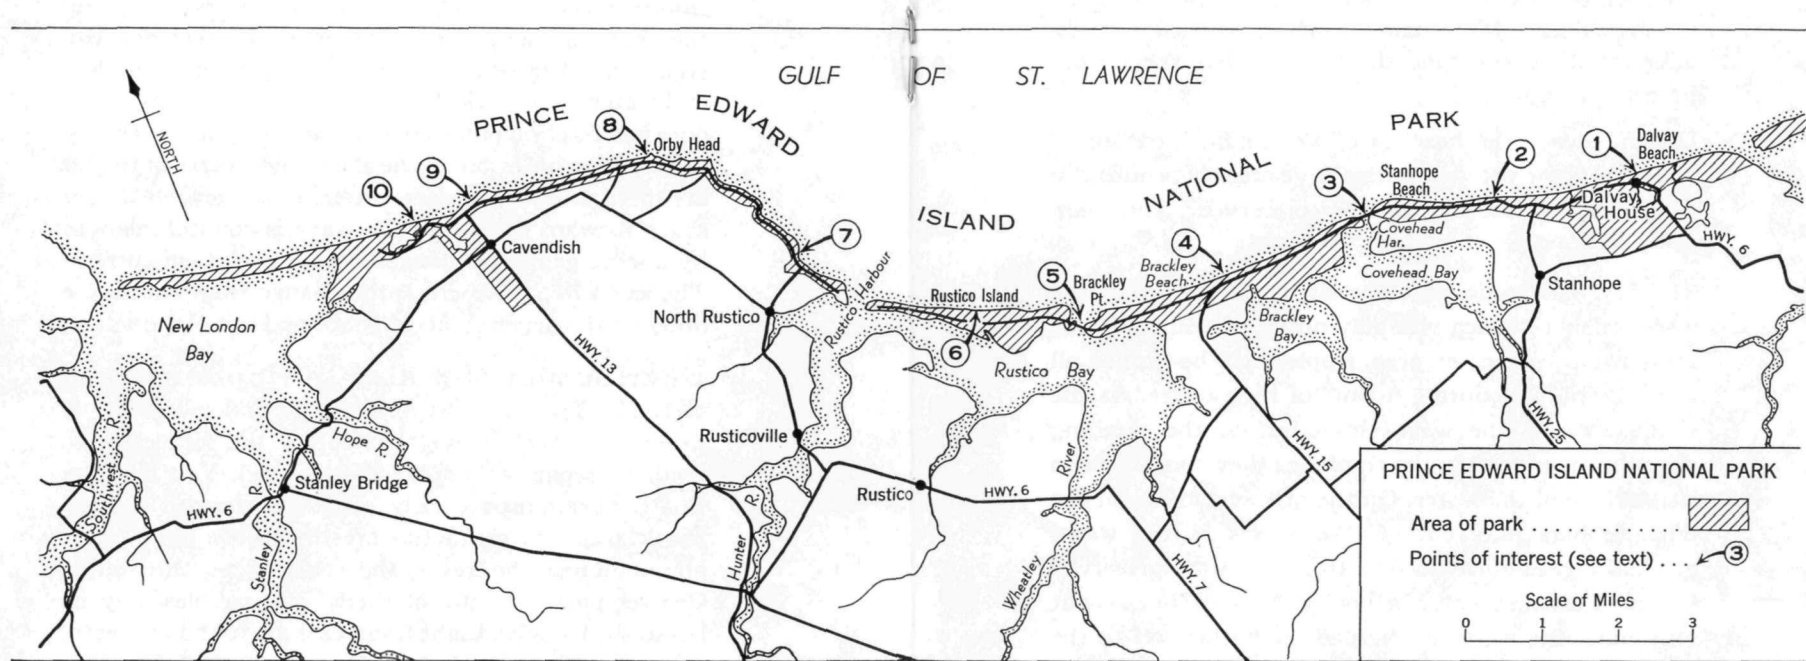 GULF OF ST. LAWRENCE
NORTH
PRINCE EDWARD ISLAND NATIONAL PARK
1
Dalvay
Beach
2
3
Stanhope
Beach
4
Brackley
Beach
5
Brackley
Pt.
6
Rustico Island
7
8
Orby Head
9
10
Dalvay
House
HWY. 6
Covehead
Har.
Covehead Bay
Stanhope
Brackley
Bay
Cavendish
New London
Bay
North Rustico
Rustico Harbour
Rustico Bay
HWY. 13
Hope R.
Rusticoville
Southwest R.
Stanley Bridge
HWY. 6
Stanley R.
Hunter R.
Rustico
HWY. 6
Wheatley River
HWY. 7
HWY 15
HWY 25
PRINCE EDWARD ISLAND NATIONAL PARK
Area of park
Points of interest (see text) ... 3
Scale of Miles
0 1 2 3